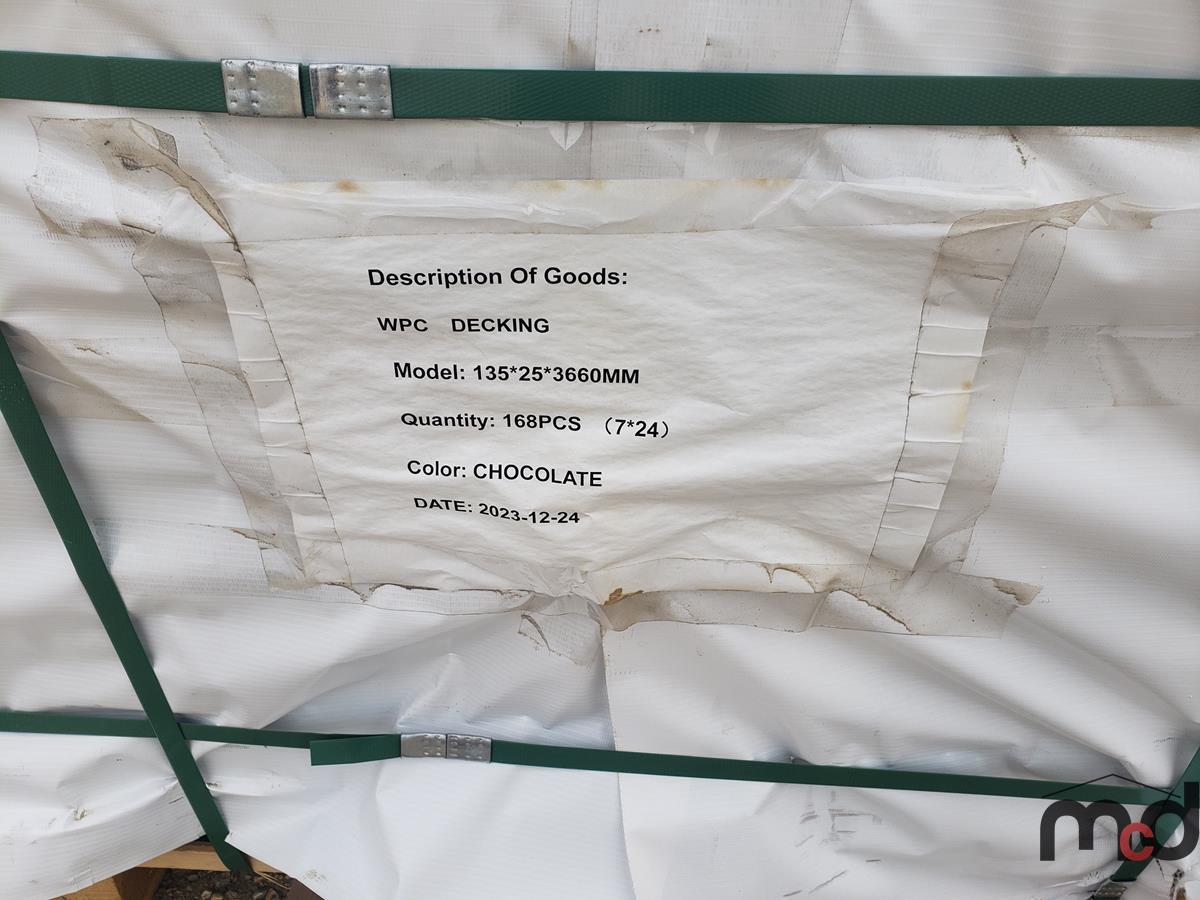 Description Of Goods:
WPC DECKING
Model: 135*25*3660MM
Quantity: 168PCS （7*24）
Color: CHOCOLATE
DATE: 2023-12-24
mcd